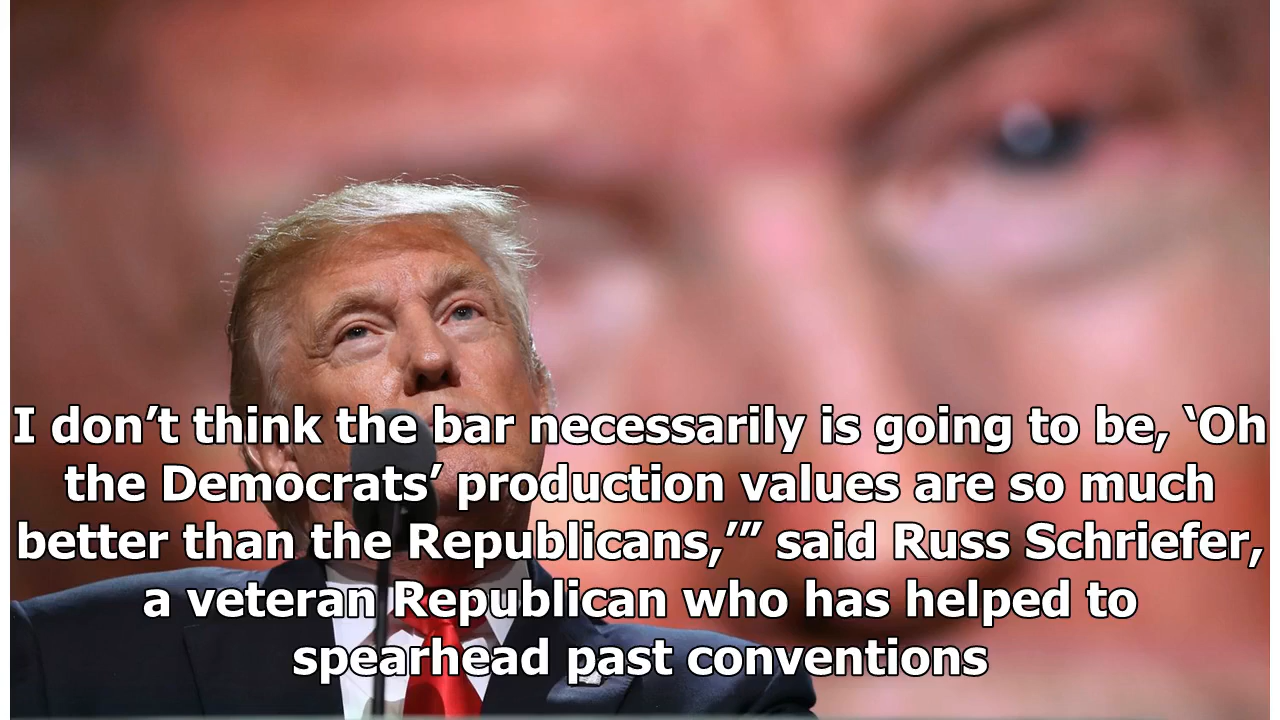 I don’t think the bar necessarily is going to be, ‘Oh
the Democrats’ production values are so much
better than the Republicans,’” said Russ Schriefer,
a veteran Republican who has helped to
spearhead past conventions